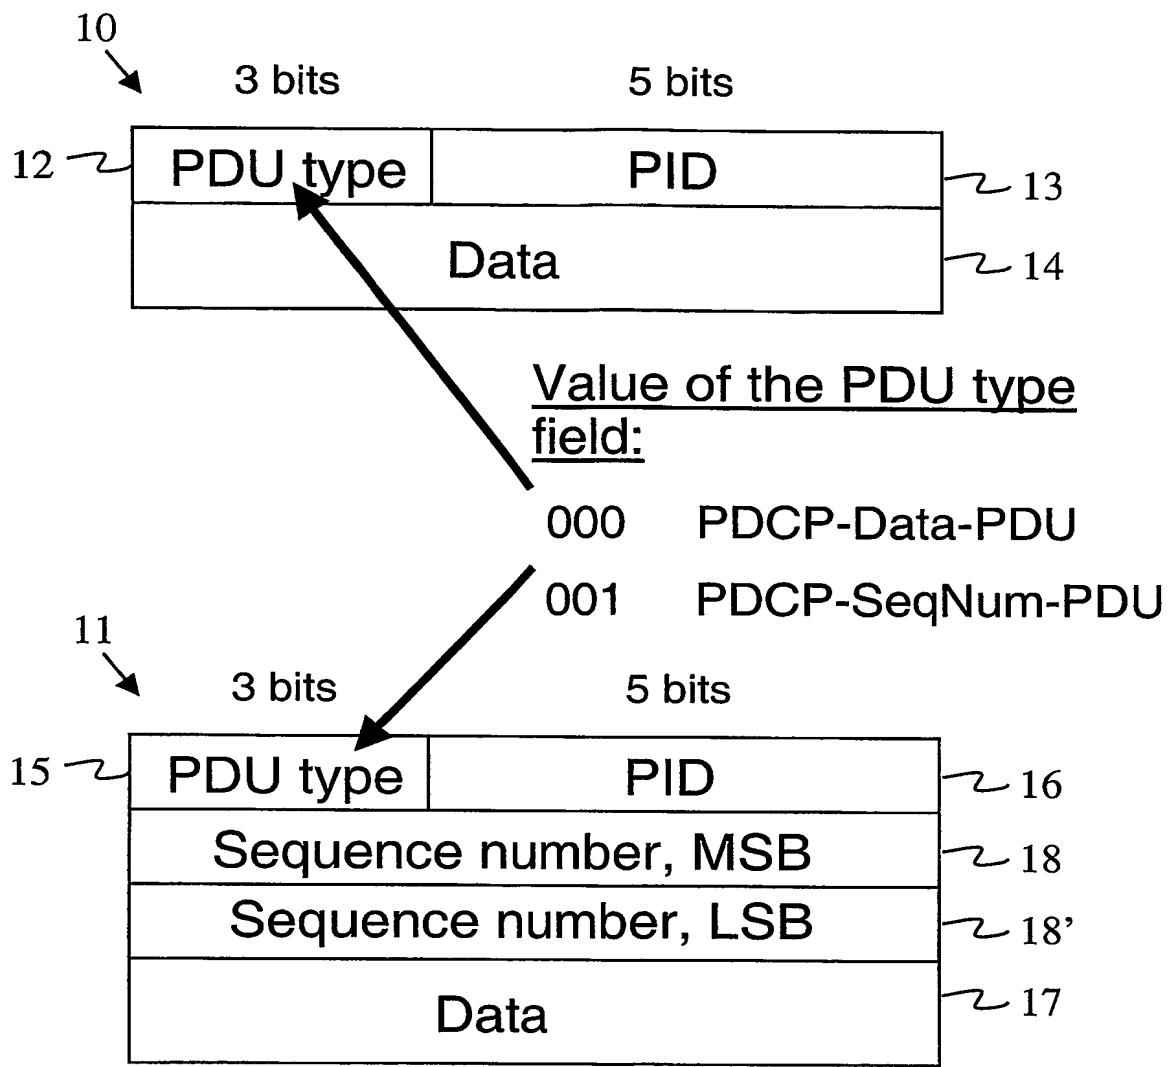 10
3 bits 5 bits
12 PDU type PID 13
Data 14
Value of the PDU type
field:
000 PDCP-Data-PDU
001 PDCP-SeqNum-PDU
11
3 bits 5 bits
15 PDU type PID 16
Sequence number, MSB 18
Sequence number, LSB 18'
Data 17